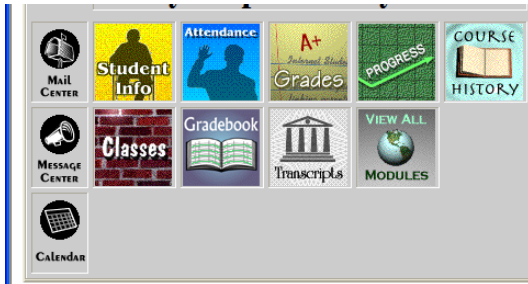 Mail
Center
Student
Info
Attendance
A+
Grades
PROGRESS
COURSE
HISTORY
Message
Center
Classes
Gradebook
Transcripts
View All
Modules
Calendar